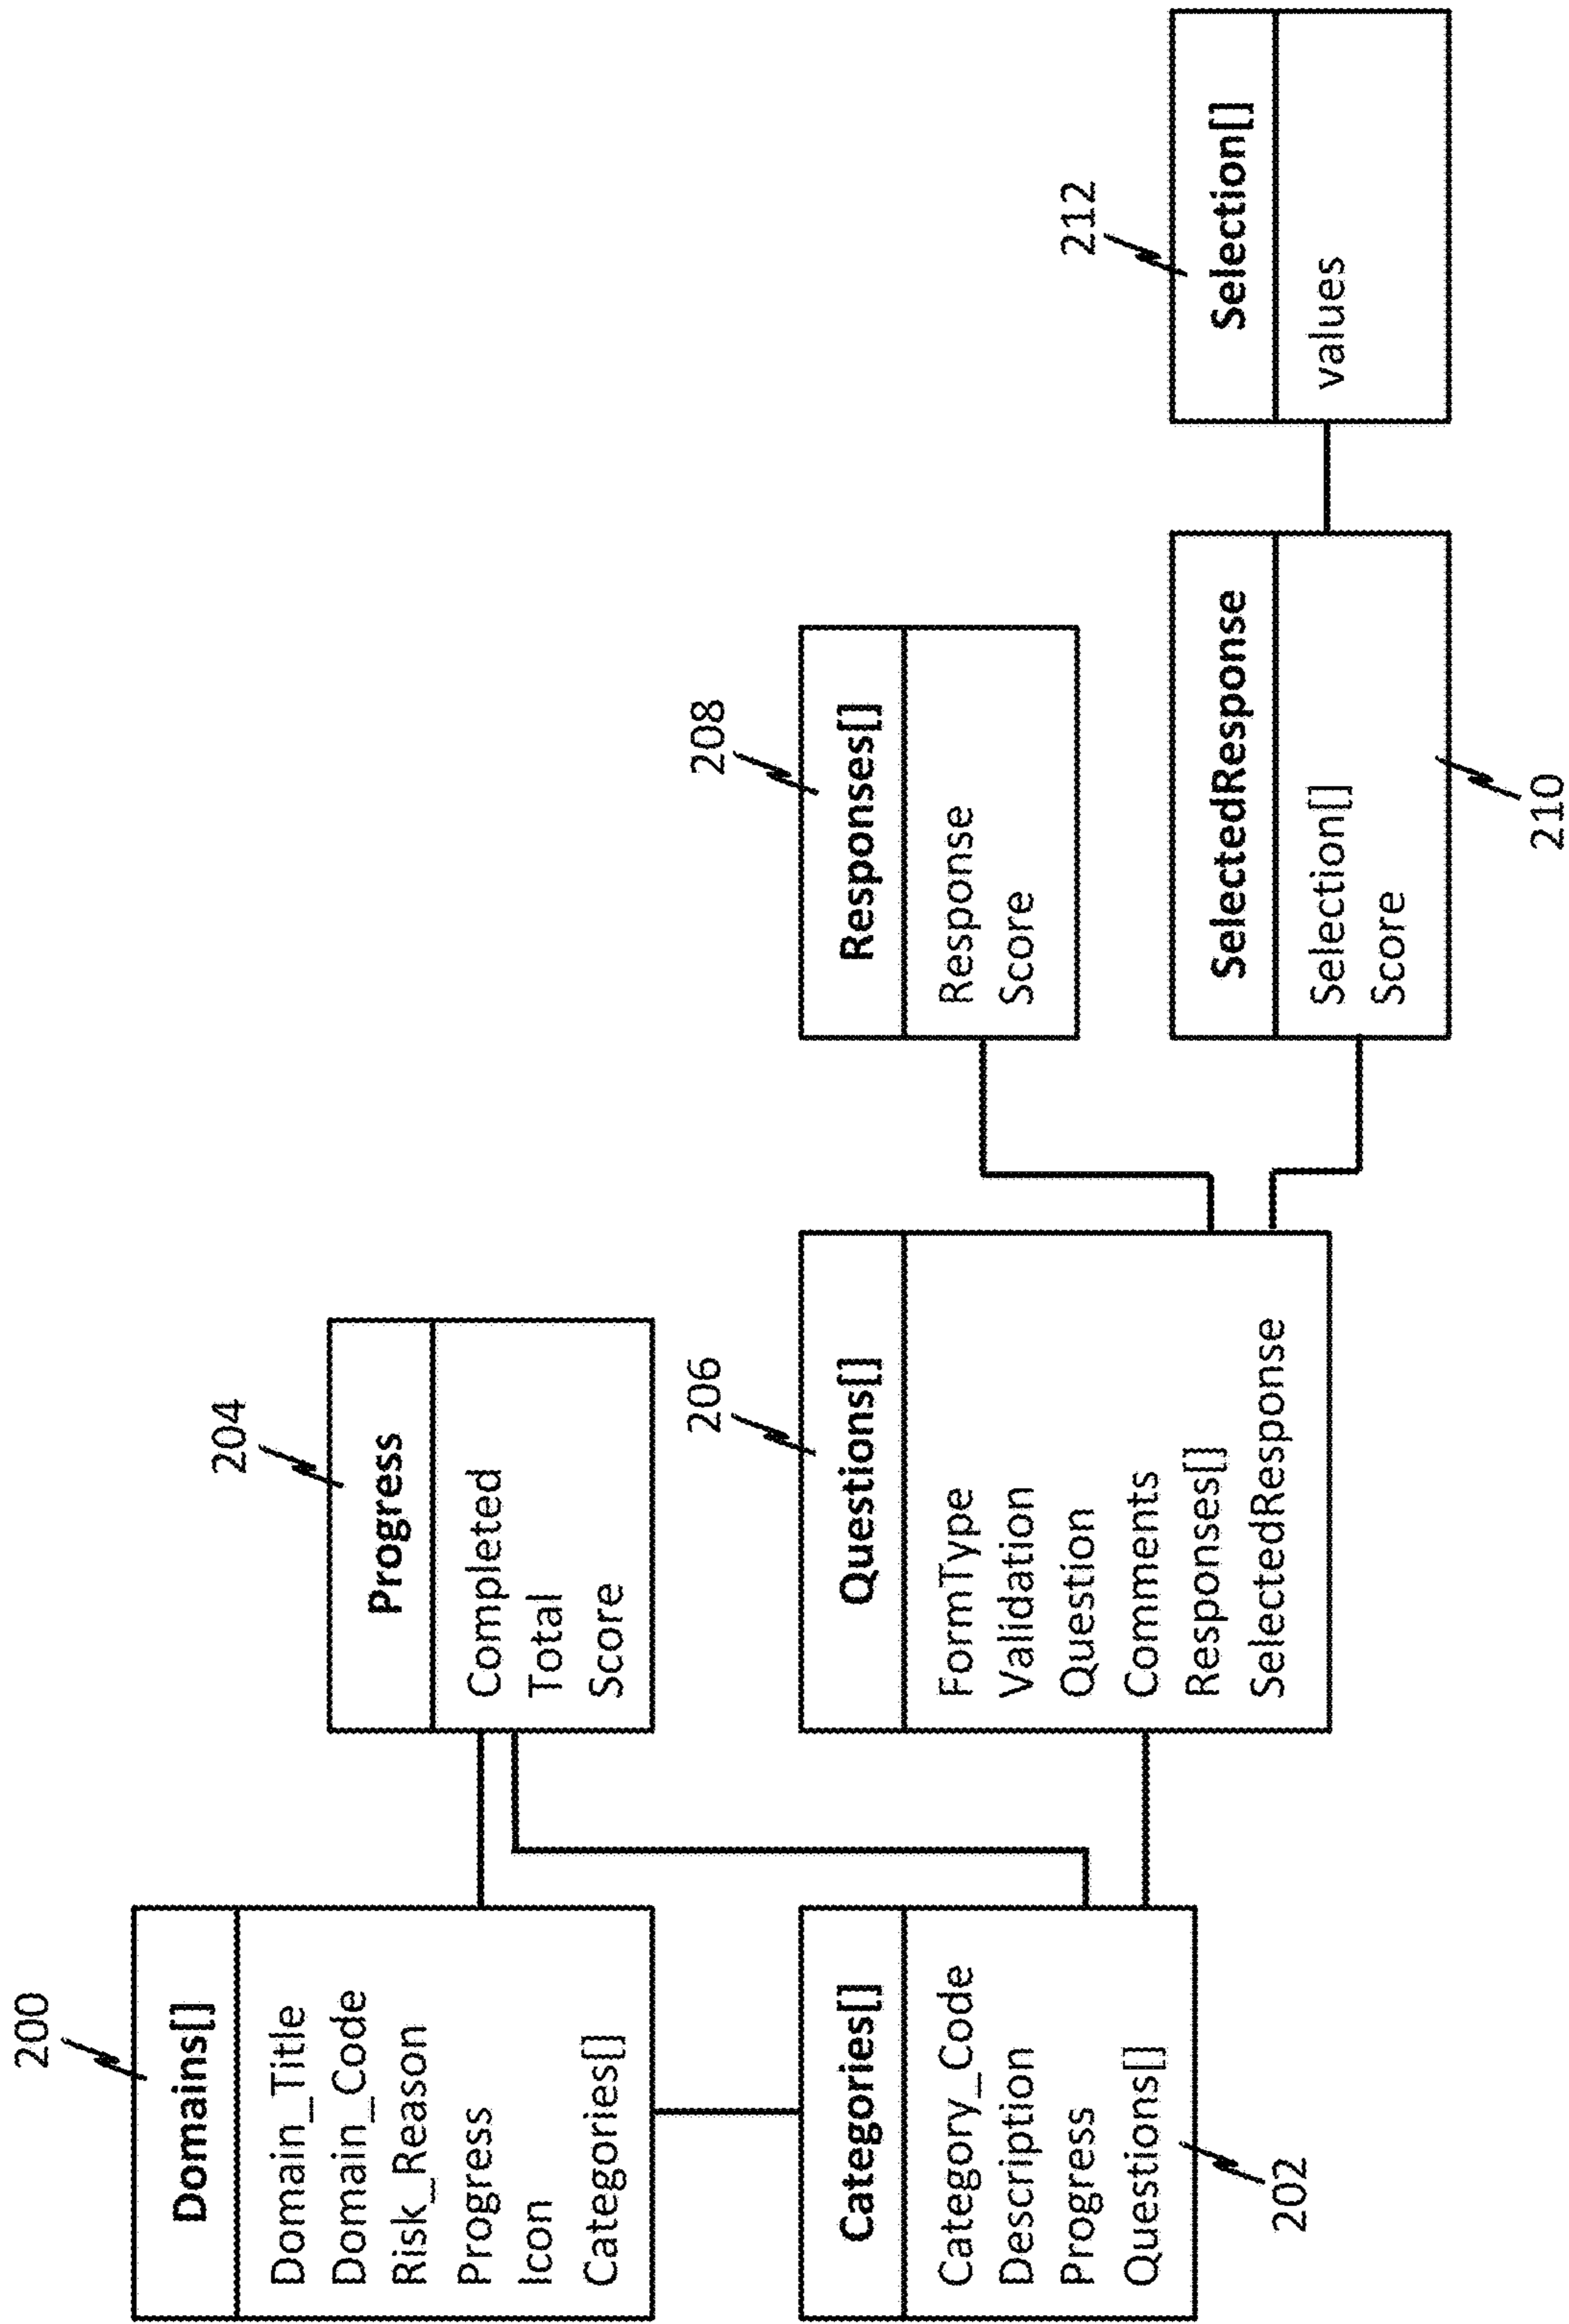 200
Domains[]
Domain_Title
Domain_Code
Risk_Reason
Progress
Icon
Categories[]
204
Progress
Completed
Total
Score
Categories[]
Category_Code
Description
Progress
Questions[]
202
206
Questions[]
FormType
Validation
Question
Comments
Responses[]
SelectedResponse
208
Responses[]
Response
Score
SelectedResponse
Selection[]
Score
210
212
Selection[]
values